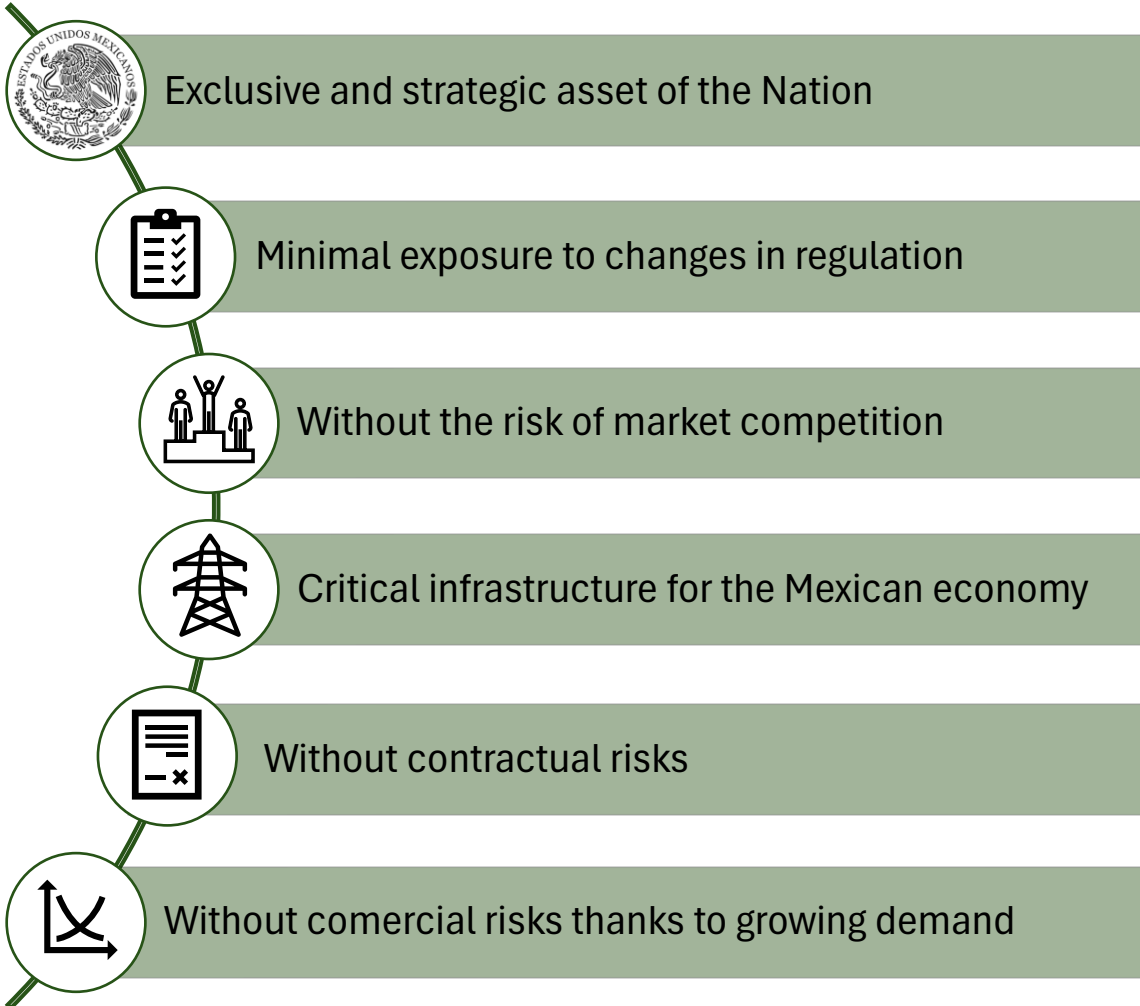 ESTADOS UNIDOS MEXICANOS
Exclusive and strategic asset of the Nation
Minimal exposure to changes in regulation
Without the risk of market competition
Critical infrastructure for the Mexican economy
Without contractual risks
Without comercial risks thanks to growing demand